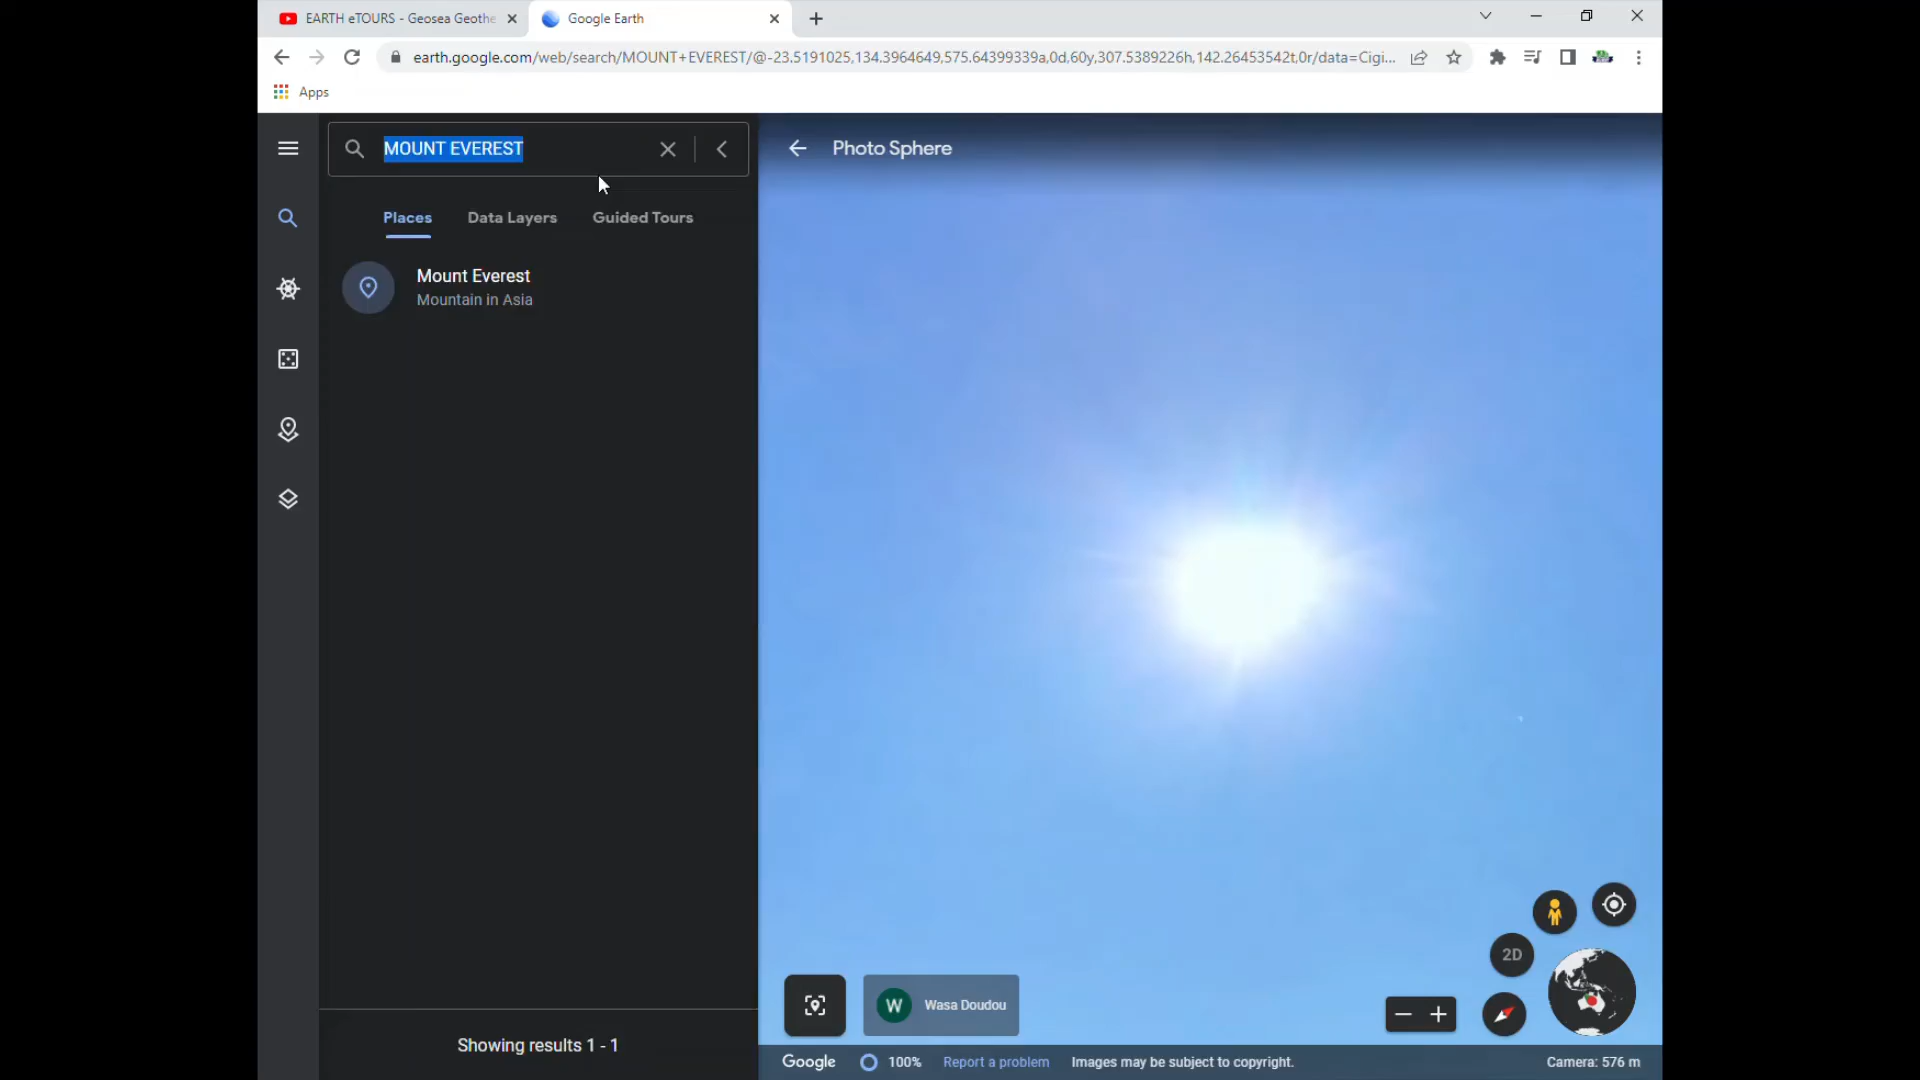 EARTH eTOURS - Geosea Geothe
Google Earth
earth.google.com/web/search/MOUNT+EVEREST/@-23.5191025,134.3964649,575.64399339a,0d,60y,307.5389226h,142.26453542t,0r/data=Cigi...
Apps
MOUNT EVEREST
Photo Sphere
Places Data Layers Guided Tours
Mount Everest
Mountain in Asia
2D
W Wasa Doudou
Showing results 1 - 1
Google 100% Report a problem Images may be subject to copyright. Camera: 576 m